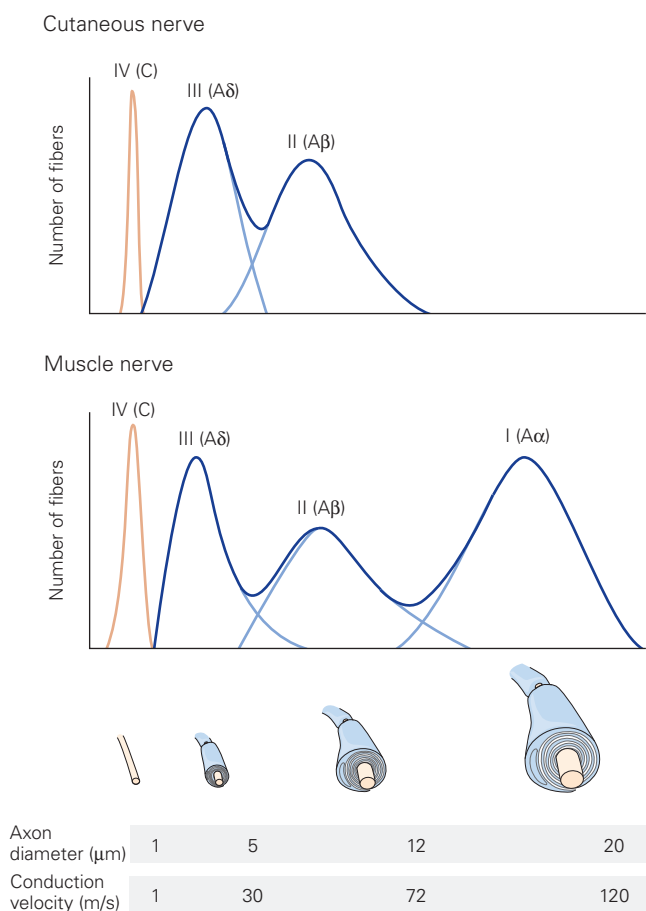 Cutaneous nerve
IV (C)
III (Aδ)
II (Aβ)
Number of fibers
Muscle nerve
IV (C)
III (Aδ)
I (Aα)
II (Aβ)
Number of fibers
Axon
diameter (μm) 1 5 12 20
Conduction
velocity (m/s) 1 30 72 120